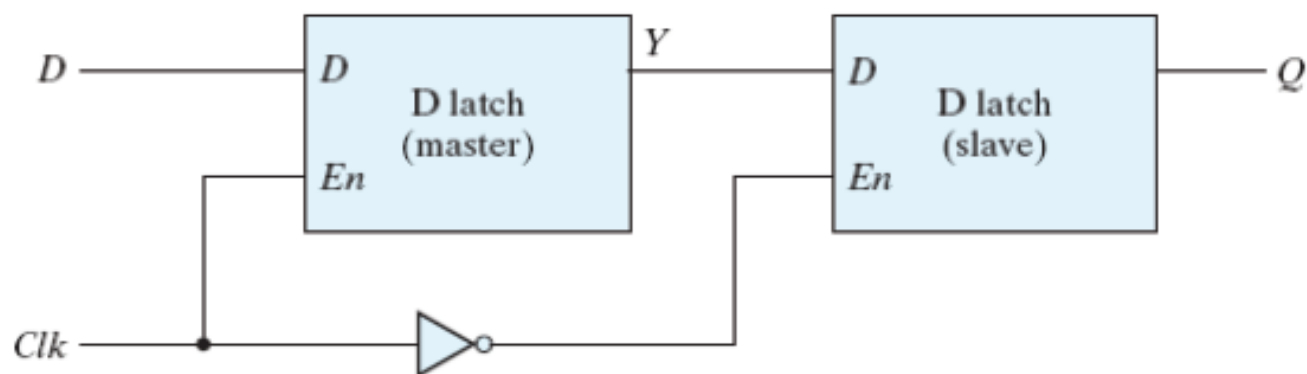 D
D
D latch
(master)
En
Y
D
D latch
(slave)
En
Q
Clk